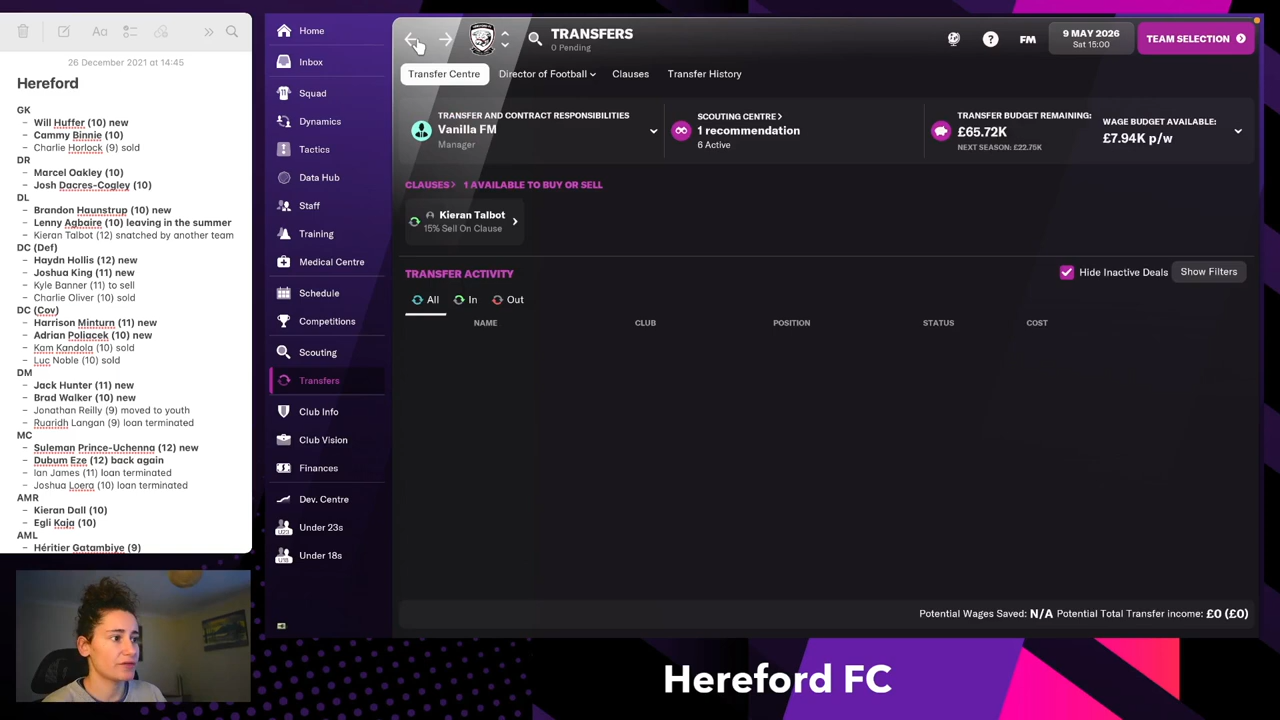 26 December 2021 at 14:45
Hereford
GK
– Will Huffer (10) new
– Cammy Binnie (10)
– Charlie Horlock (9) sold
DR
– Marcel Oakley (10)
– Josh Dacres-Cogley (10)
DL
– Brandon Haunstrup (10) new
– Lenny Agbaire (10) leaving in the summer
– Kieran Talbot (12) snatched by another team
DC (Def)
– Haydn Hollis (12) new
– Joshua King (11) new
– Kyle Banner (11) to sell
– Charlie Oliver (10) sold
DC (Cov)
– Harrison Minturn (11) new
– Adrian Poliacek (10) new
– Kam Kandola (10) sold
– Luc Noble (10) sold
DM
– Jack Hunter (11) new
– Brad Walker (10) new
– Jonathan Reilly (9) moved to youth
– Ruaridh Langan (9) loan terminated
MC
– Suleman Prince-Uchenna (12) new
– Dubum Eze (12) back again
– Ian James (11) loan terminated
– Joshua Loera (10) loan terminated
AMR
– Kieran Dall (10)
– Egli Kaja (10)
AML
– Héritier Gatambiye (9)
Aa
Home
Inbox
Squad
Dynamics
Tactics
Data Hub
Staff
Training
Medical Centre
Schedule
Competitions
Scouting
Transfers
Club Info
Club Vision
Finances
Dev. Centre
Under 23s
Under 18s
TRANSFERS
0 Pending
FM
9 MAY 2026
Sat 15:00
TEAM SELECTION
Transfer Centre
Director of Football
Clauses
Transfer History
TRANSFER AND CONTRACT RESPONSIBILITIES
Vanilla FM
Manager
SCOUTING CENTRE >
1 recommendation
6 Active
TRANSFER BUDGET REMAINING:
£65.72K
NEXT SEASON: £22.75K
WAGE BUDGET AVAILABLE:
£7.94K p/w
CLAUSES > 1 AVAILABLE TO BUY OR SELL
Kieran Talbot
15% Sell On Clause
TRANSFER ACTIVITY
Hide Inactive Deals
Show Filters
All In Out
NAME CLUB POSITION STATUS COST
Potential Wages Saved: N/A Potential Total Transfer income: £0 (£0)
Hereford FC